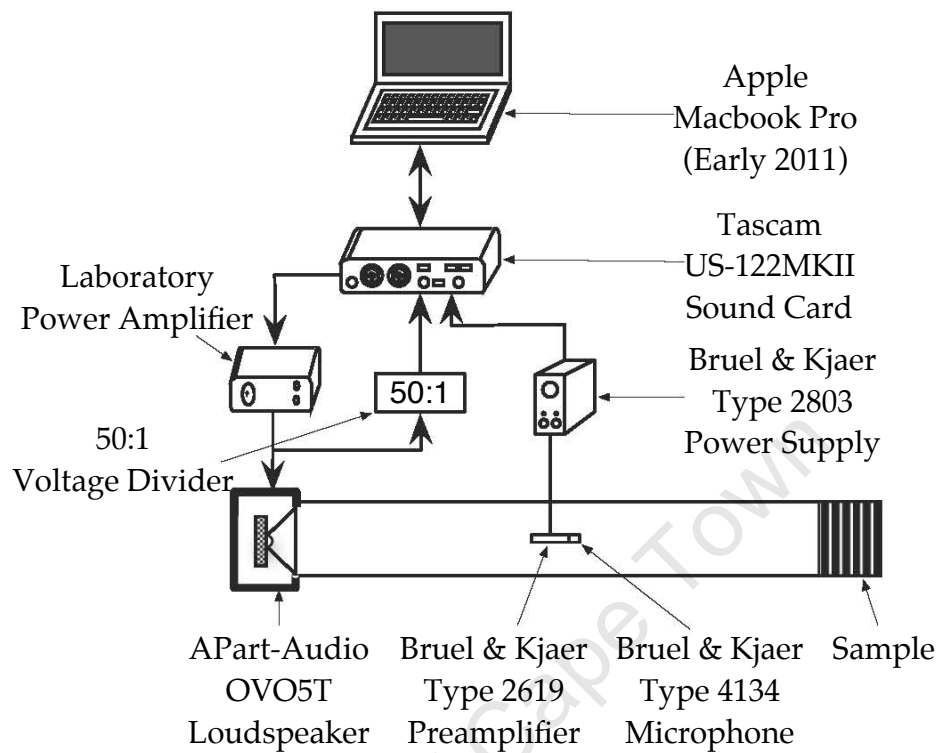 Apple
Macbook Pro
(Early 2011)
Tascam
US-122MKII
Sound Card
Laboratory
Power Amplifier
Bruel & Kjaer
Type 2803
Power Supply
50:1
50:1
Voltage Divider
APart-Audio
OVO5T
Loudspeaker
Bruel & Kjaer
Type 2619
Preamplifier
Bruel & Kjaer
Type 4134
Microphone
Sample
Cape Town